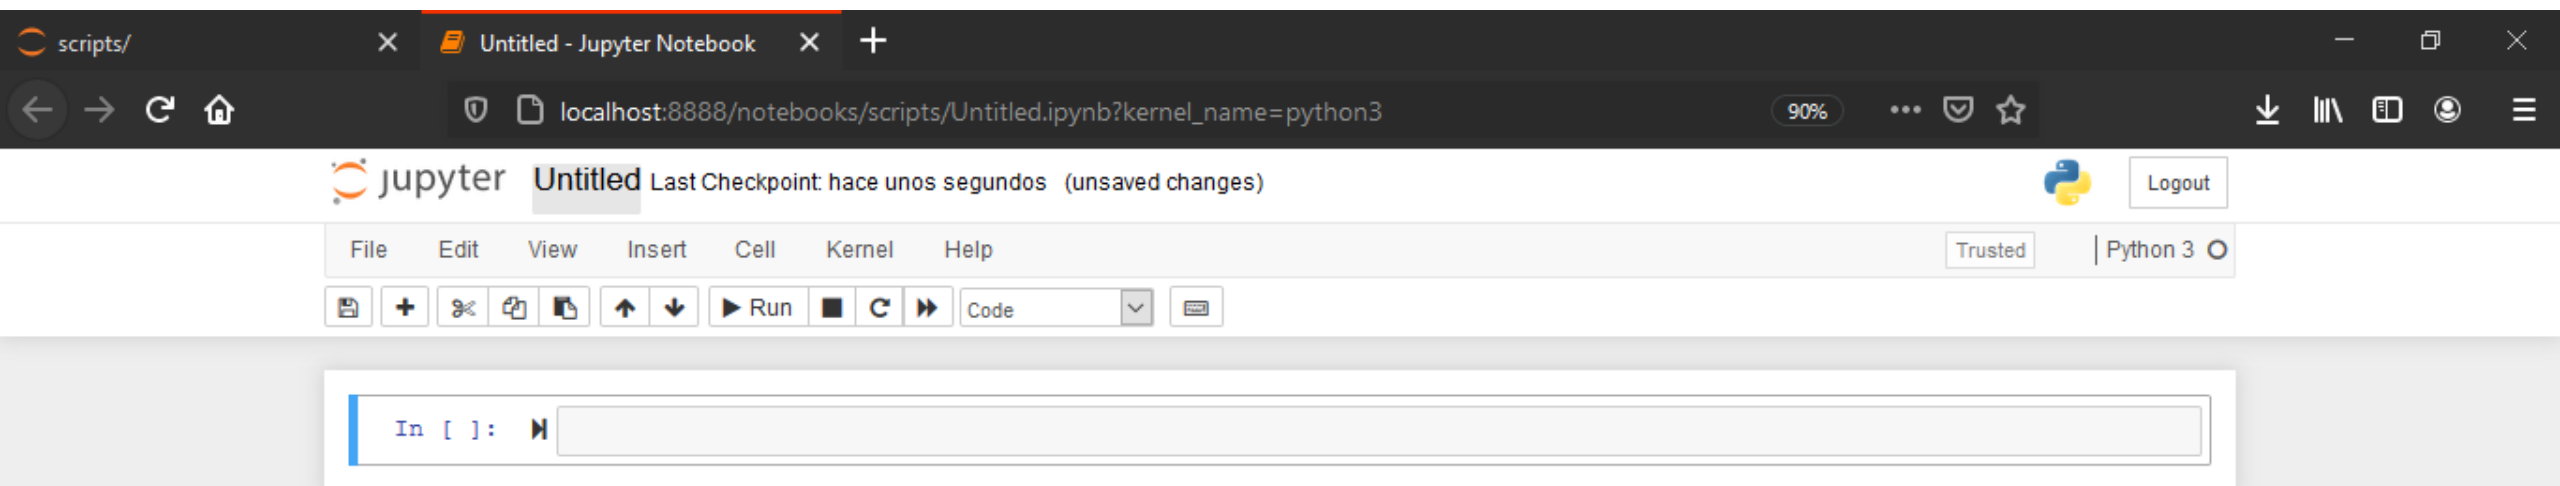 scripts/ Untitled - Jupyter Notebook
localhost:8888/notebooks/scripts/Untitled.ipynb?kernel_name=python3 90%
jupyter Untitled Last Checkpoint: hace unos segundos (unsaved changes) Logout
File Edit View Insert Cell Kernel Help Trusted Python 3
Run Code
In [ ]: